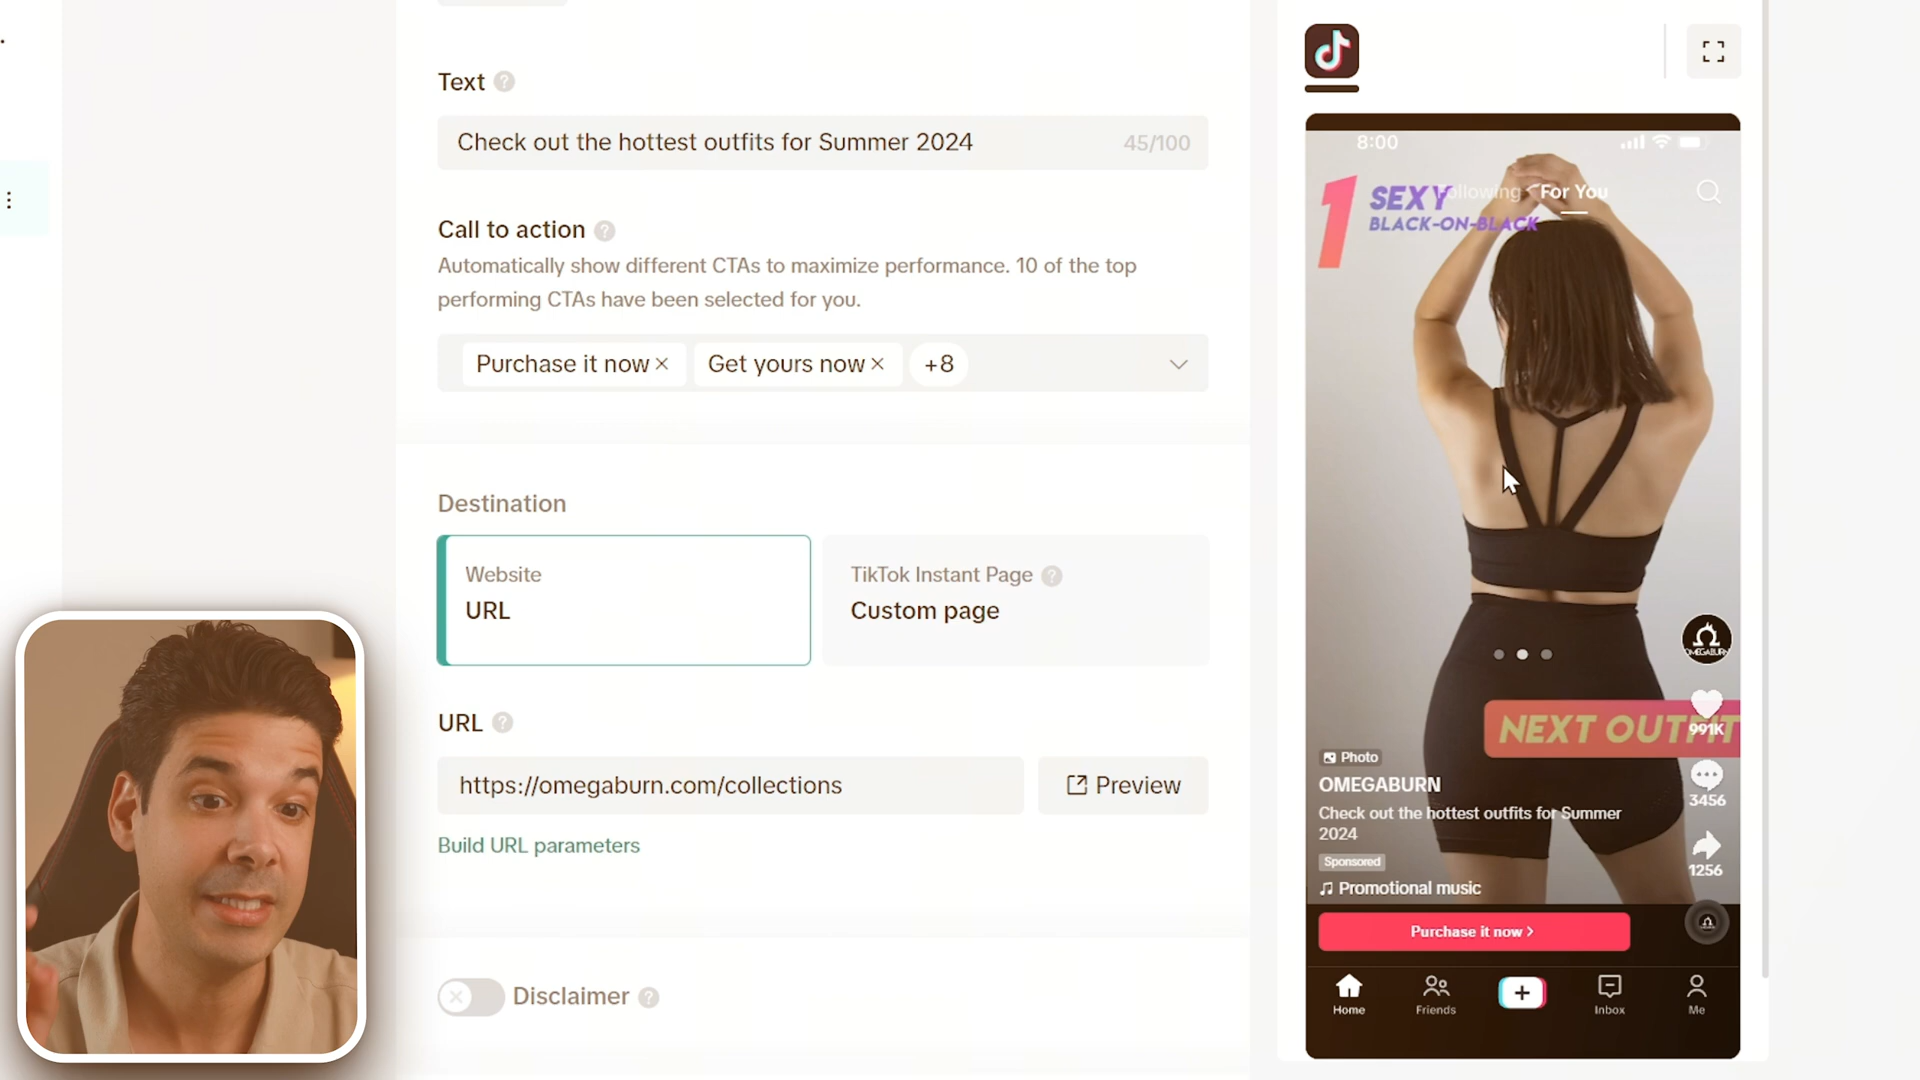 Text ?
Check out the hottest outfits for Summer 2024
45/100
Call to action ?
Automatically show different CTAs to maximize performance. 10 of the top
performing CTAs have been selected for you.
Purchase it now × Get yours now × +8
Destination
Website
URL
TikTok Instant Page ?
Custom page
URL ?
https://omegaburn.com/collections
Preview
Build URL parameters
Disclaimer ?
8:00
Following For You
1 SEXY
BLACK-ON-BLACK
OMEGABURN
NEXT OUTFIT
991K
3456
1256
Photo
OMEGABURN
Check out the hottest outfits for Summer
2024
Sponsored
Promotional music
Purchase it now >
Home Friends Inbox Me